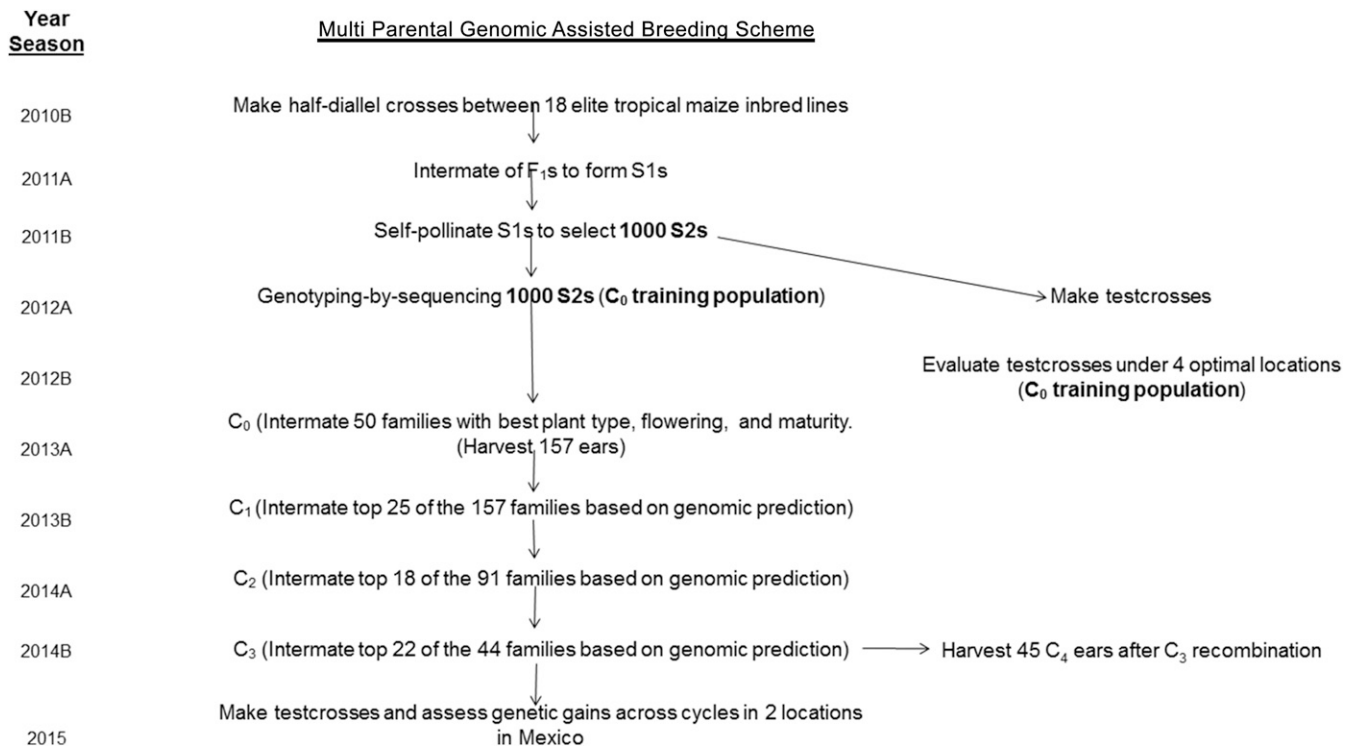 Year
Season
Multi Parental Genomic Assisted Breeding Scheme
2010B
Make half-diallel crosses between 18 elite tropical maize inbred lines
2011A
Intermate of F₁s to form S1s
2011B
Self-pollinate S1s to select 1000 S2s
2012A
Genotyping-by-sequencing 1000 S2s (C₀ training population)
Make testcrosses
2012B
Evaluate testcrosses under 4 optimal locations
(C₀ training population)
2013A
C₀ (Intermate 50 families with best plant type, flowering, and maturity.
(Harvest 157 ears)
2013B
C₁ (Intermate top 25 of the 157 families based on genomic prediction)
2014A
C₂ (Intermate top 18 of the 91 families based on genomic prediction)
2014B
C₃ (Intermate top 22 of the 44 families based on genomic prediction)
Harvest 45 C₄ ears after C₃ recombination
2015
Make testcrosses and assess genetic gains across cycles in 2 locations
in Mexico